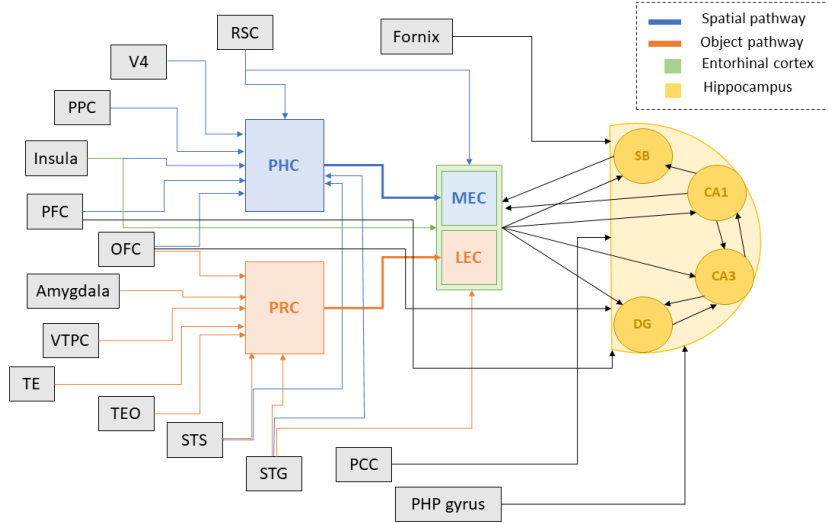 RSC
Fornix
Spatial pathway
Object pathway
Entorhinal cortex
Hippocampus
V4
PPC
Insula
PFC
OFC
Amygdala
VTPC
TE
TEO
STS
STG
PHC
PRC
MEC
LEC
SB
CA1
CA3
DG
PCC
PHP gyrus